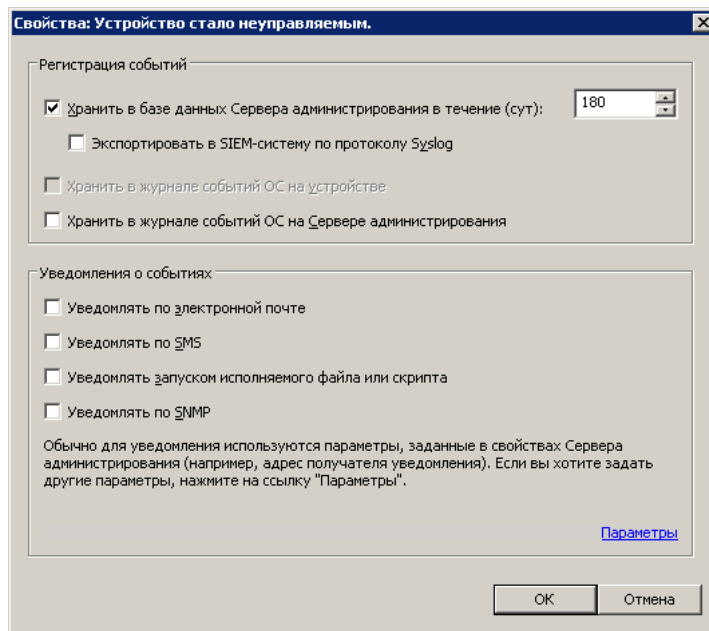 Свойства: Устройство стало неуправляемым.
Регистрация событий
Хранить в базе данных Сервера администрирования в течение (сут): 180
Экспортировать в SIEM-систему по протоколу Syslog
Хранить в журнале событий ОС на устройстве
Хранить в журнале событий ОС на Сервере администрирования
Уведомления о событиях
Уведомлять по электронной почте
Уведомлять по SMS
Уведомлять запуском исполняемого файла или скрипта
Уведомлять по SNMP
Обычно для уведомления используются параметры, заданные в свойствах Сервера
администрирования (например, адрес получателя уведомления). Если вы хотите задать
другие параметры, нажмите на ссылку "Параметры".
Параметры
ОК
Отмена